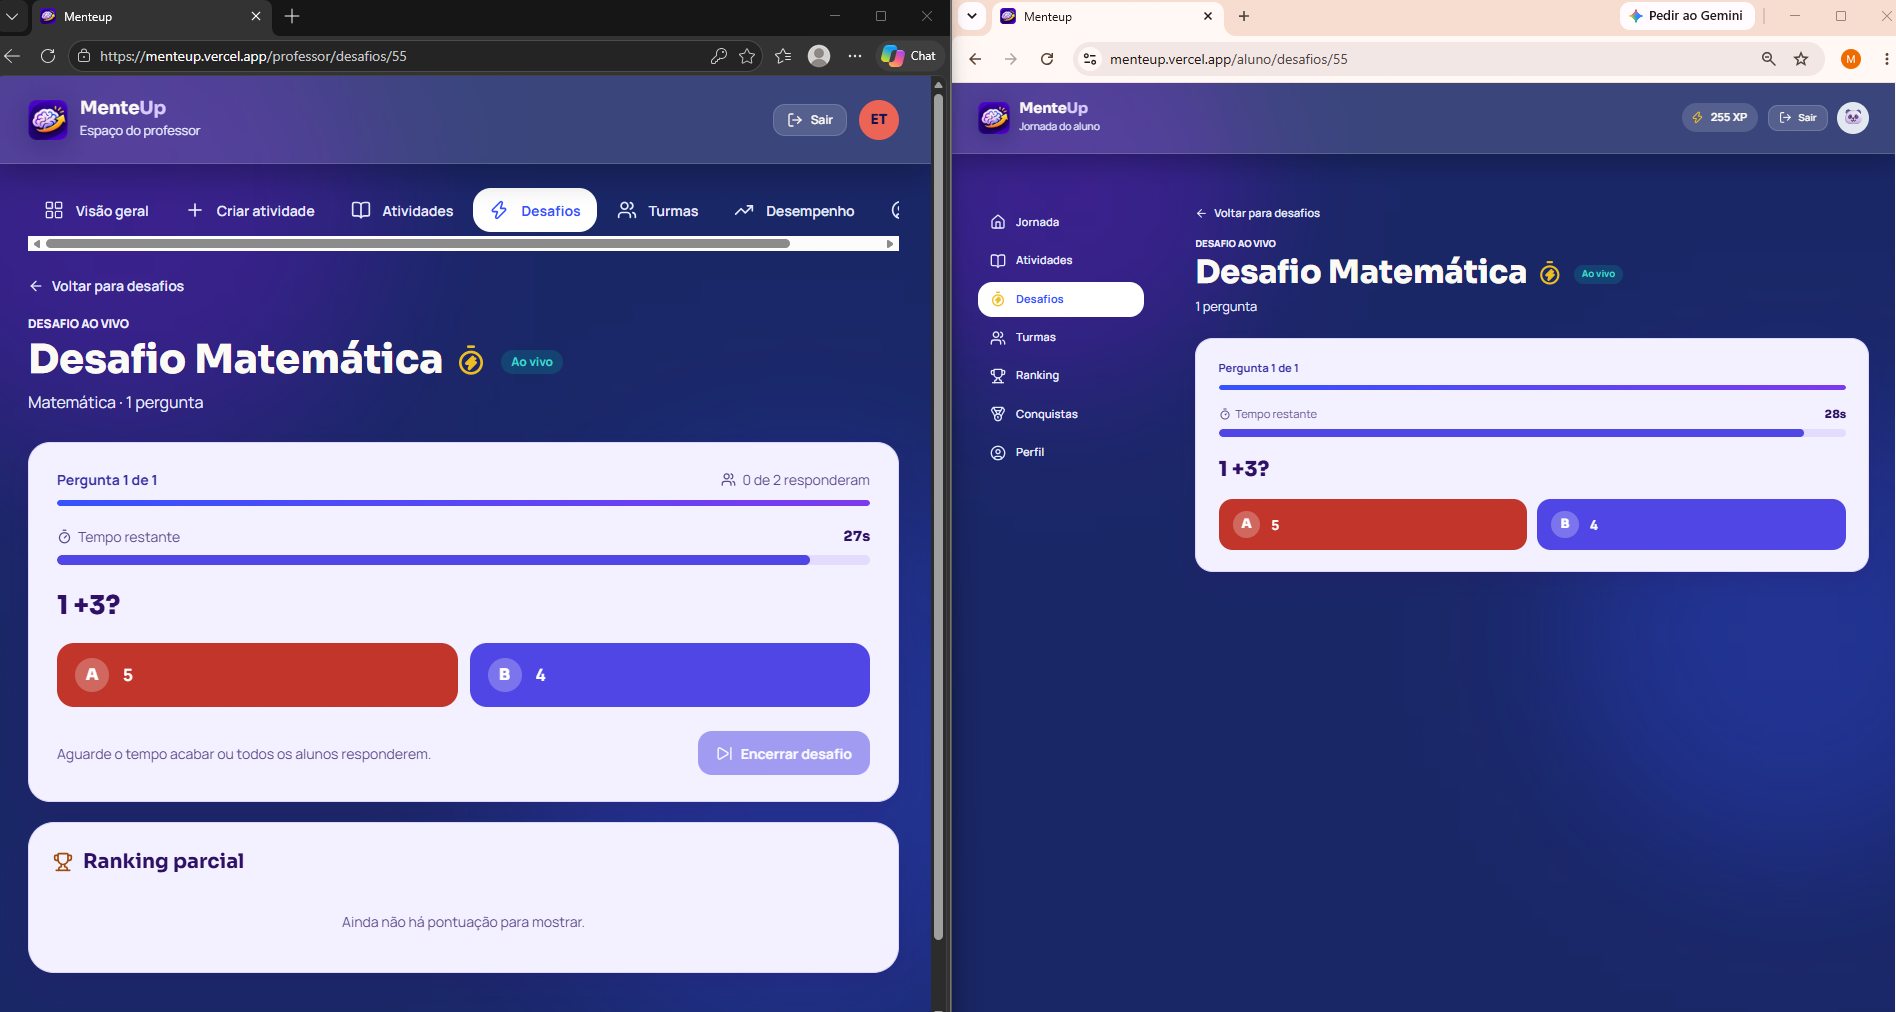 Menteup
https://menteup.vercel.app/professor/desafios/55
Chat
MenteUp
Espaço do professor
Sair
ET
Visão geral
Criar atividade
Atividades
Desafios
Turmas
Desempenho
Voltar para desafios
DESAFIO AO VIVO
Desafio Matemática
Ao vivo
Matemática · 1 pergunta
Pergunta 1 de 1
0 de 2 responderam
Tempo restante
27s
1 +3?
A 5
B 4
Aguarde o tempo acabar ou todos os alunos responderem.
Encerrar desafio
Ranking parcial
Ainda não há pontuação para mostrar.
Menteup
Pedir ao Gemini
menteup.vercel.app/aluno/desafios/55
M
MenteUp
Jornada do aluno
255 XP
Sair
Jornada
Atividades
Desafios
Turmas
Ranking
Conquistas
Perfil
Voltar para desafios
DESAFIO AO VIVO
Desafio Matemática
Ao vivo
1 pergunta
Pergunta 1 de 1
Tempo restante
28s
1 +3?
A 5
B 4